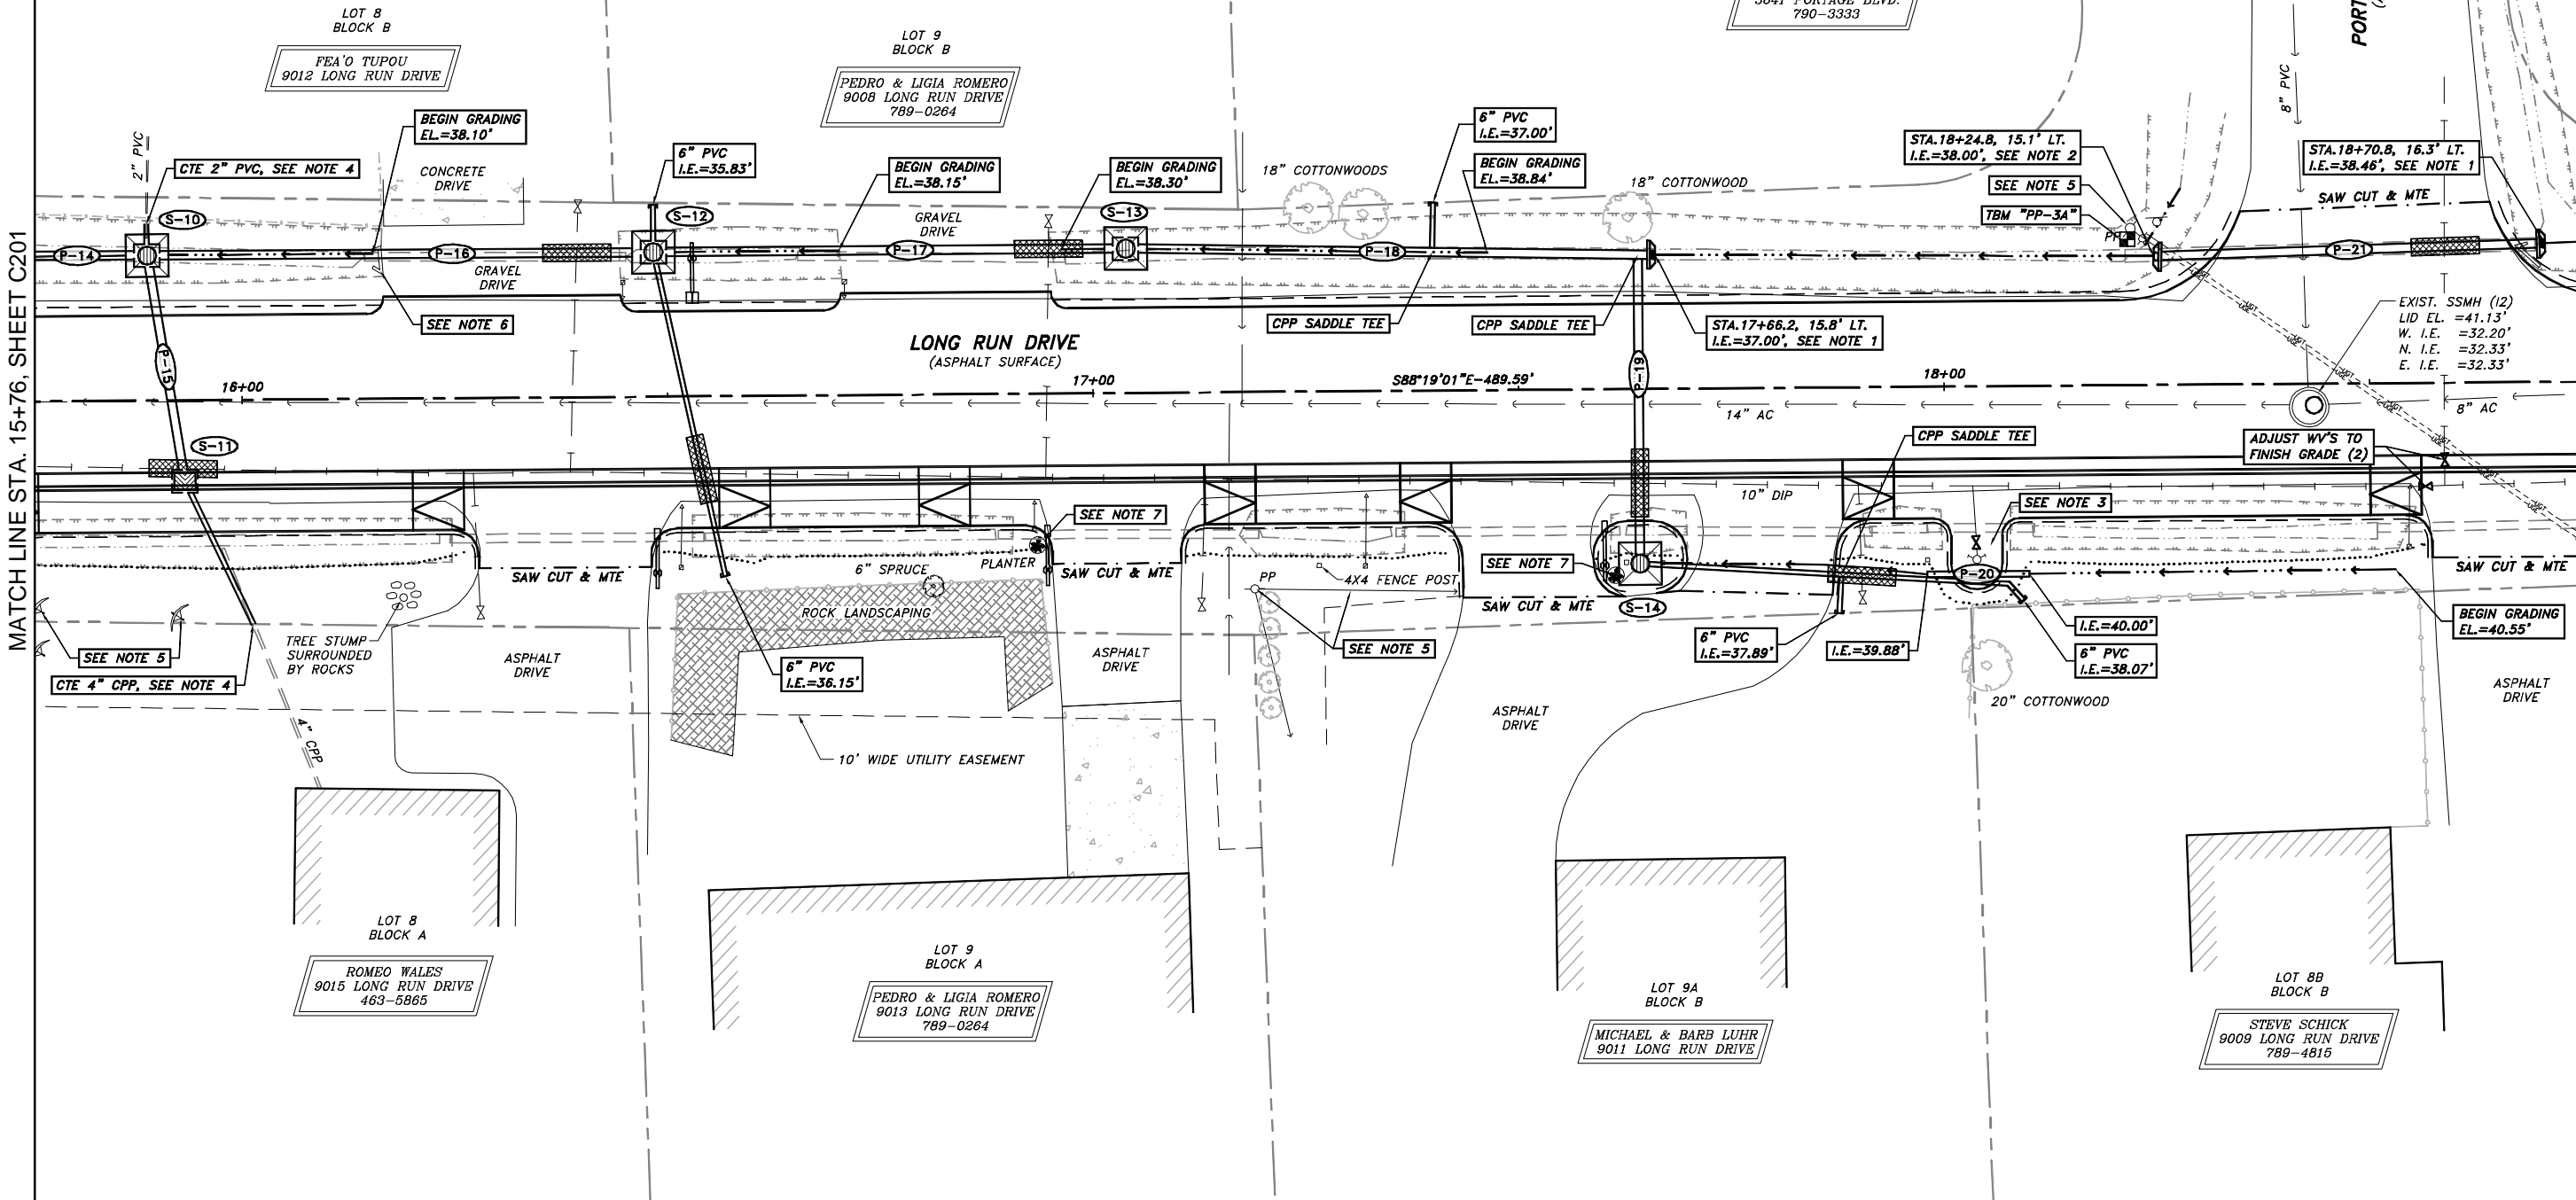 LOT 8
BLOCK B
FEA'O TUPOU
9012 LONG RUN DRIVE
LOT 9
BLOCK B
PEDRO & LIGIA ROMERO
9008 LONG RUN DRIVE
789-0264
3641 PORTAGE BLVD.
790-3333
PORT
8" PVC
2" PVC
BEGIN GRADING
EL.=38.10'
CTE 2" PVC, SEE NOTE 4
CONCRETE
DRIVE
6" PVC
I.E.=35.83'
BEGIN GRADING
EL.=38.15'
BEGIN GRADING
EL.=38.30'
18" COTTONWOODS
6" PVC
I.E.=37.00'
BEGIN GRADING
EL.=38.84'
18" COTTONWOOD
STA.18+24.8, 15.1' LT.
I.E.=38.00', SEE NOTE 2
SEE NOTE 5
TBM "PP-3A"
PP
STA.18+70.8, 16.3' LT.
I.E.=38.46', SEE NOTE 1
SAW CUT & MTE
S-10
S-12
S-13
GRAVEL
DRIVE
P-14
P-16
P-17
P-18
P-21
GRAVEL
DRIVE
SEE NOTE 6
CPP SADDLE TEE
CPP SADDLE TEE
STA.17+66.2, 15.8' LT.
I.E.=37.00', SEE NOTE 1
EXIST. SSMH (12)
LID EL. =41.13'
W. I.E. =32.20'
N. I.E. =32.33'
E. I.E. =32.33'
MATCH LINE STA. 15+76, SHEET C201
P-15
LONG RUN DRIVE
(ASPHALT SURFACE)
P-19
16+00
17+00
S88°19'01"E-489.59'
18+00
14" AC
8" AC
S-11
CPP SADDLE TEE
ADJUST WV'S TO
FINISH GRADE (2)
10" DIP
SEE NOTE 3
SEE NOTE 7
SEE NOTE 7
SAW CUT & MTE
6" SPRUCE
PLANTER
SAW CUT & MTE
PP
4X4 FENCE POST
SAW CUT & MTE
S-14
P-20
SAW CUT & MTE
ROCK LANDSCAPING
TREE STUMP
SURROUNDED
BY ROCKS
SEE NOTE 5
CTE 4" CPP, SEE NOTE 4
4" CPP
ASPHALT
DRIVE
6" PVC
I.E.=36.15'
ASPHALT
DRIVE
SEE NOTE 5
6" PVC
I.E.=37.89'
I.E.=39.88'
I.E.=40.00'
6" PVC
I.E.=38.07'
BEGIN GRADING
EL.=40.55'
20" COTTONWOOD
ASPHALT
DRIVE
ASPHALT
DRIVE
10' WIDE UTILITY EASEMENT
LOT 8
BLOCK A
ROMEO WALES
9015 LONG RUN DRIVE
463-5865
LOT 9
BLOCK A
PEDRO & LIGIA ROMERO
9013 LONG RUN DRIVE
789-0264
LOT 9A
BLOCK B
MICHAEL & BARB LUHR
9011 LONG RUN DRIVE
LOT 8B
BLOCK B
STEVE SCHICK
9009 LONG RUN DRIVE
789-4815